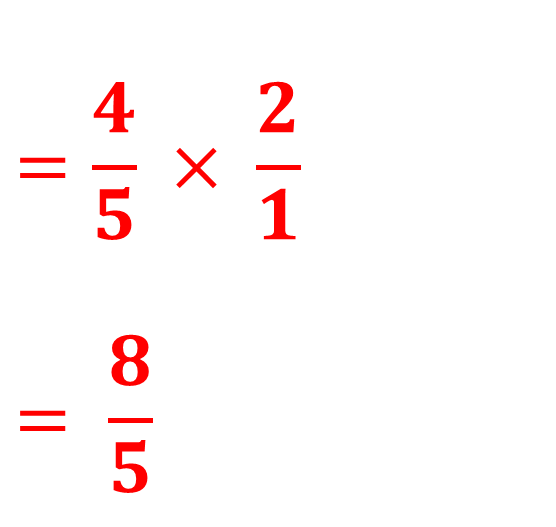 = 4/5 × 2/1
= 8/5